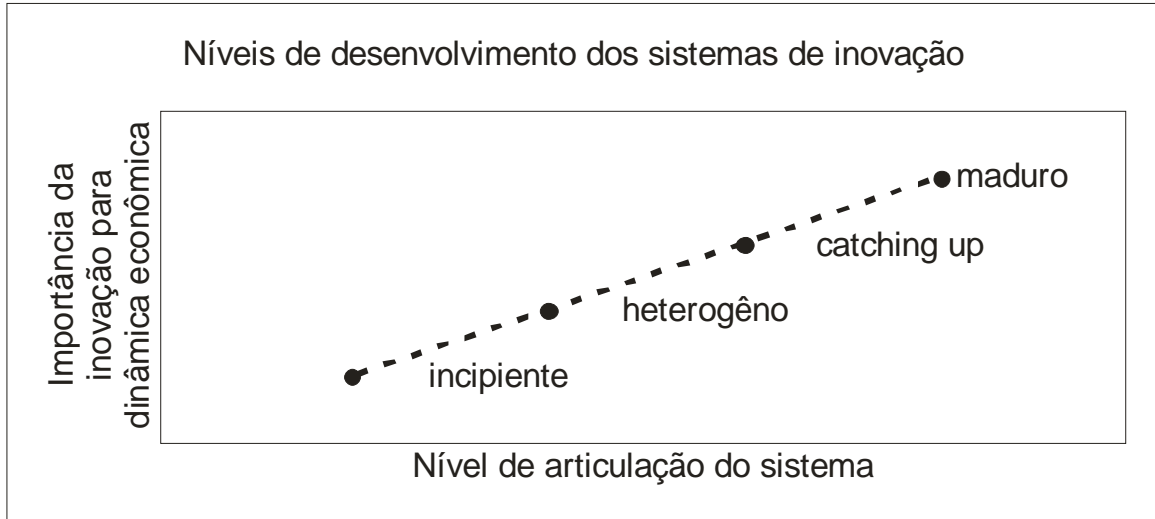 Níveis de desenvolvimento dos sistemas de inovação
Importância da
inovação para
dinâmica econômica
maduro
catching up
heterogêno
incipiente
Nível de articulação do sistema